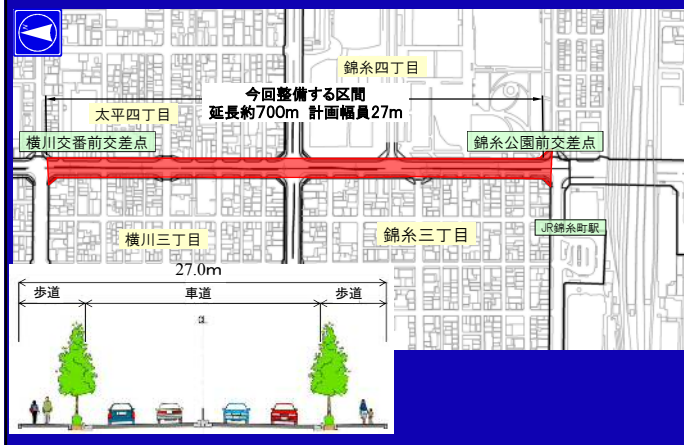 錦糸四丁目
今回整備する区間
延長約700m 計画幅員27m
太平四丁目
横川交番前交差点
錦糸公園前交差点
横川三丁目
錦糸三丁目
JR錦糸町駅
27.0m
歩道
車道
歩道